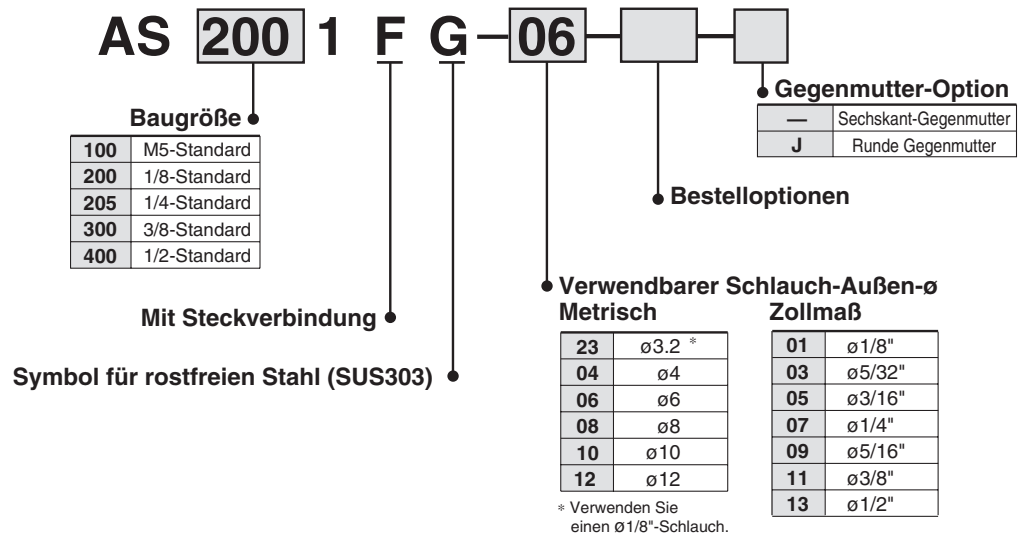 AS 200 1 F G-06-
Gegenmutter-Option
— Sechskant-Gegenmutter
J Runde Gegenmutter
Baugröße
100 M5-Standard
200 1/8-Standard
205 1/4-Standard
300 3/8-Standard
400 1/2-Standard
Bestelloptionen
Mit Steckverbindung
Symbol für rostfreien Stahl (SUS303)
Verwendbarer Schlauch-Außen-ø
Metrisch
23 ø3.2 *
04 ø4
06 ø6
08 ø8
10 ø10
12 ø12
* Verwenden Sie
einen Ø1/8"-Schlauch.
Zollmaß
01 ø1/8"
03 ø5/32"
05 ø3/16"
07 ø1/4"
09 ø5/16"
11 ø3/8"
13 ø1/2"